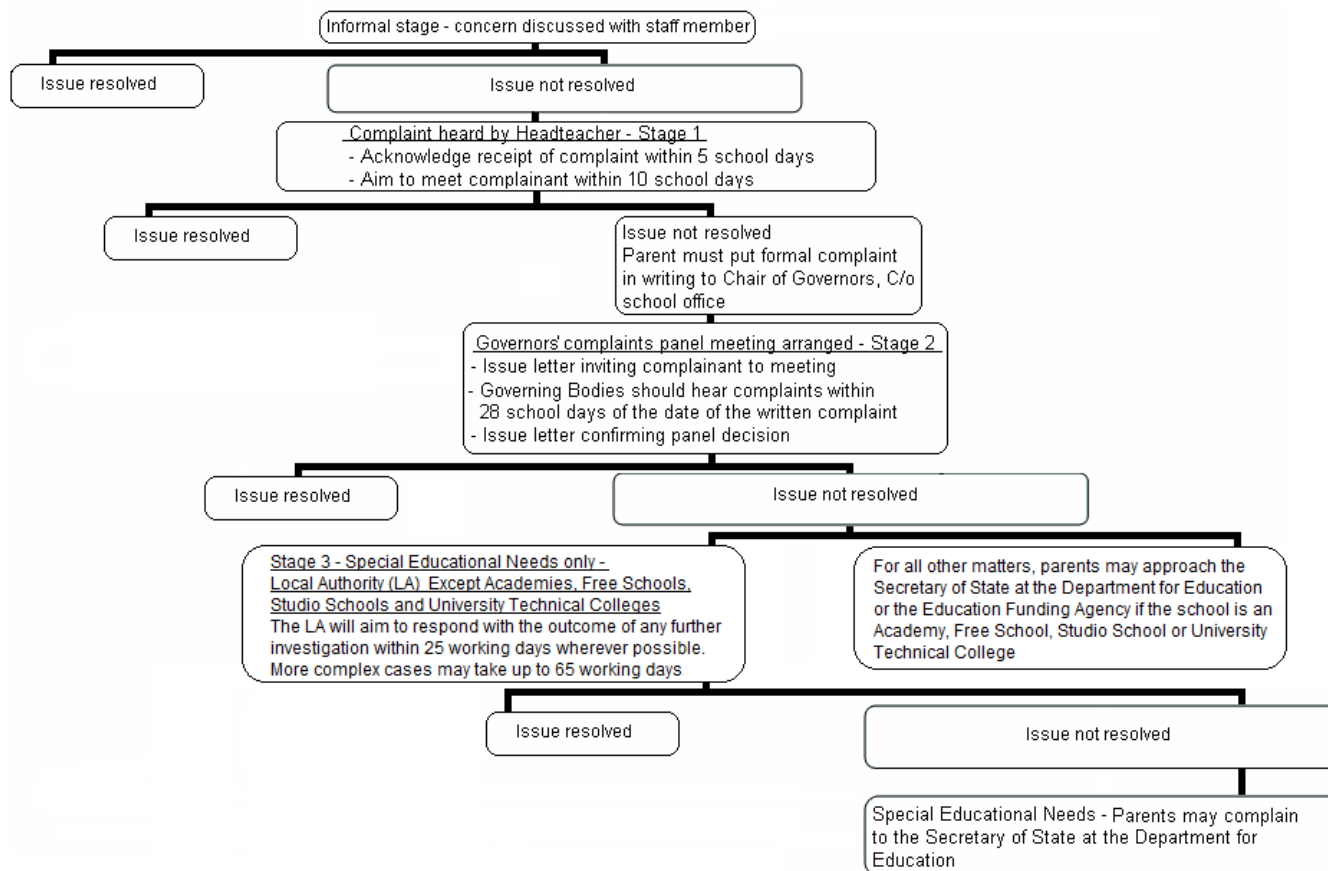 Informal stage - concern discussed with staff member
Issue resolved
Issue not resolved
Complaint heard by Headteacher - Stage 1
- Acknowledge receipt of complaint within 5 school days
- Aim to meet complainant within 10 school days
Issue resolved
Issue not resolved
Parent must put formal complaint
in writing to Chair of Governors, C/o
school office
Governors' complaints panel meeting arranged - Stage 2
- Issue letter inviting complainant to meeting
- Governing Bodies should hear complaints within
28 school days of the date of the written complaint
- Issue letter confirming panel decision
Issue resolved
Issue not resolved
Stage 3 - Special Educational Needs only -
Local Authority (LA) Except Academies, Free Schools,
Studio Schools and University Technical Colleges
The LA will aim to respond with the outcome of any further
investigation within 25 working days wherever possible.
More complex cases may take up to 65 working days
For all other matters, parents may approach the
Secretary of State at the Department for Education
or the Education Funding Agency if the school is an
Academy, Free School, Studio School or University
Technical College
Issue resolved
Issue not resolved
Special Educational Needs - Parents may complain
to the Secretary of State at the Department for
Education